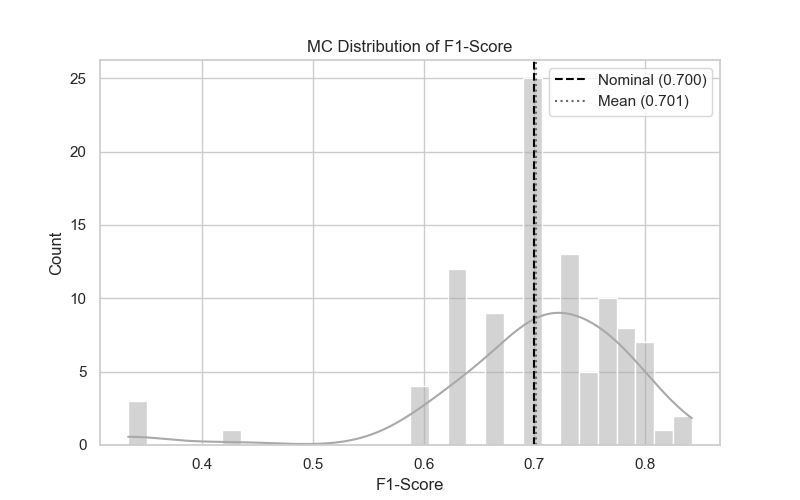 MC Distribution of F1-Score
Nominal (0.700)
Mean (0.701)
Count
25
20
15
10
5
0
0.4 0.5 0.6 0.7 0.8
F1-Score